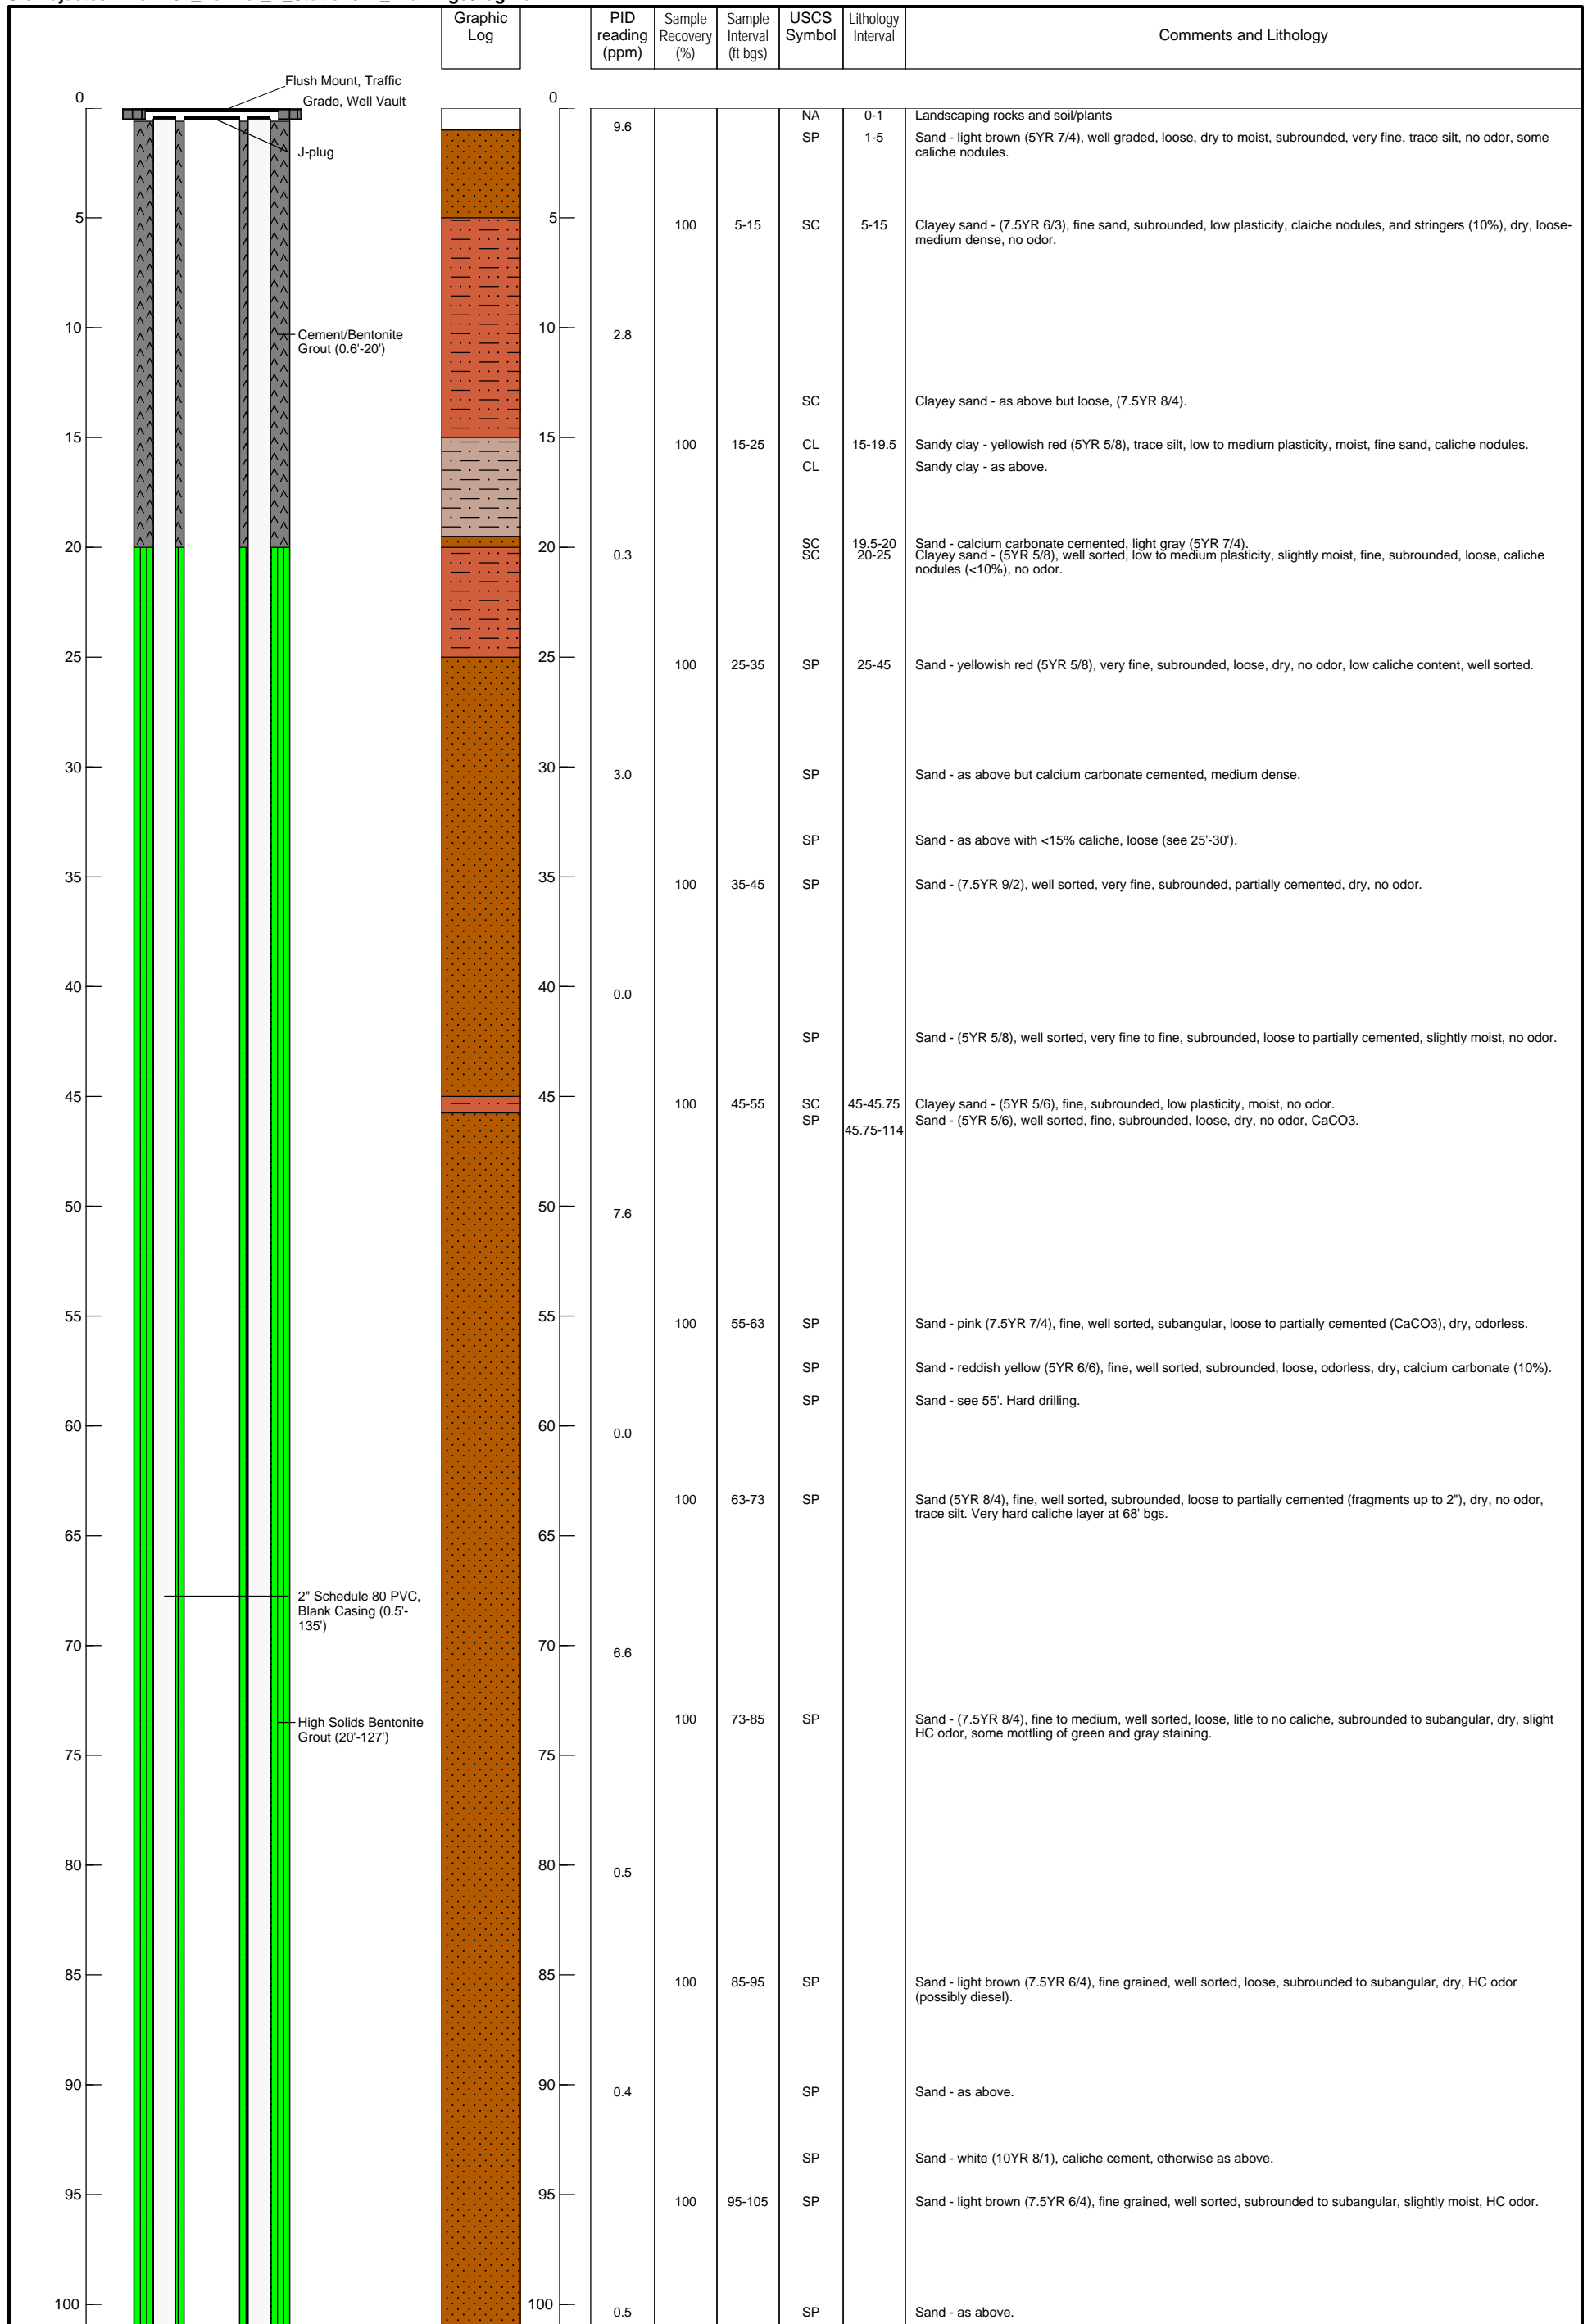 Graphic
Log
PID
reading
(ppm)
Sample
Recovery
(%)
Sample
Interval
(ft bgs)
USCS
Symbol
Lithology
Interval
Comments and Lithology
Flush Mount, Traffic
Grade, Well Vault
J-plug
0
0
NA 0-1 Landscaping rocks and soil/plants
9.6
SP 1-5 Sand - light brown (5YR 7/4), well graded, loose, dry to moist, subrounded, very fine, trace silt, no odor, some
caliche nodules.
5 5
100 5-15 SC 5-15 Clayey sand - (7.5YR 6/3), fine sand, subrounded, low plasticity, claiche nodules, and stringers (10%), dry, loose-
medium dense, no odor.
10 10
Cement/Bentonite
Grout (0.6'-20')
2.8
SC Clayey sand - as above but loose, (7.5YR 8/4).
15 15
100 15-25 CL 15-19.5 Sandy clay - yellowish red (5YR 5/8), trace silt, low to medium plasticity, moist, fine sand, caliche nodules.
CL Sandy clay - as above.
SC 19.5-20 Sand - calcium carbonate cemented, light gray (5YR 7/4).
20 20
0.3 SC 20-25 Clayey sand - (5YR 5/8), well sorted, low to medium plasticity, slightly moist, fine, subrounded, loose, caliche
nodules (<10%), no odor.
25 25
100 25-35 SP 25-45 Sand - yellowish red (5YR 5/8), very fine, subrounded, loose, dry, no odor, low caliche content, well sorted.
30 30
3.0 SP Sand - as above but calcium carbonate cemented, medium dense.
SP Sand - as above with <15% caliche, loose (see 25'-30').
35 35
100 35-45 SP Sand - (7.5YR 9/2), well sorted, very fine, subrounded, partially cemented, dry, no odor.
40 40
0.0
SP Sand - (5YR 5/8), well sorted, very fine to fine, subrounded, loose to partially cemented, slightly moist, no odor.
45 45
100 45-55 SC 45-45.75 Clayey sand - (5YR 5/6), fine, subrounded, low plasticity, moist, no odor.
SP 45.75-114 Sand - (5YR 5/6), well sorted, fine, subrounded, loose, dry, no odor, CaCO3.
50 50
7.6
55 55
100 55-63 SP Sand - pink (7.5YR 7/4), fine, well sorted, subangular, loose to partially cemented (CaCO3), dry, odorless.
SP Sand - reddish yellow (5YR 6/6), fine, well sorted, subrounded, loose, odorless, dry, calcium carbonate (10%).
SP Sand - see 55'. Hard drilling.
60 60
0.0
100 63-73 SP Sand (5YR 8/4), fine, well sorted, subrounded, loose to partially cemented (fragments up to 2"), dry, no odor,
trace silt. Very hard caliche layer at 68' bgs.
65 65
2" Schedule 80 PVC,
Blank Casing (0.5'-
135')
70 70
6.6
High Solids Bentonite
Grout (20'-127')
100 73-85 SP Sand - (7.5YR 8/4), fine to medium, well sorted, loose, litle to no caliche, subrounded to subangular, dry, slight
HC odor, some mottling of green and gray staining.
75 75
80 80
0.5
85 85
100 85-95 SP Sand - light brown (7.5YR 6/4), fine grained, well sorted, loose, subrounded to subangular, dry, HC odor
(possibly diesel).
90 90
0.4 SP Sand - as above.
SP Sand - white (10YR 8/1), caliche cement, otherwise as above.
95 95
100 95-105 SP Sand - light brown (7.5YR 6/4), fine grained, well sorted, subrounded to subangular, slightly moist, HC odor.
100 100
0.5 SP Sand - as above.